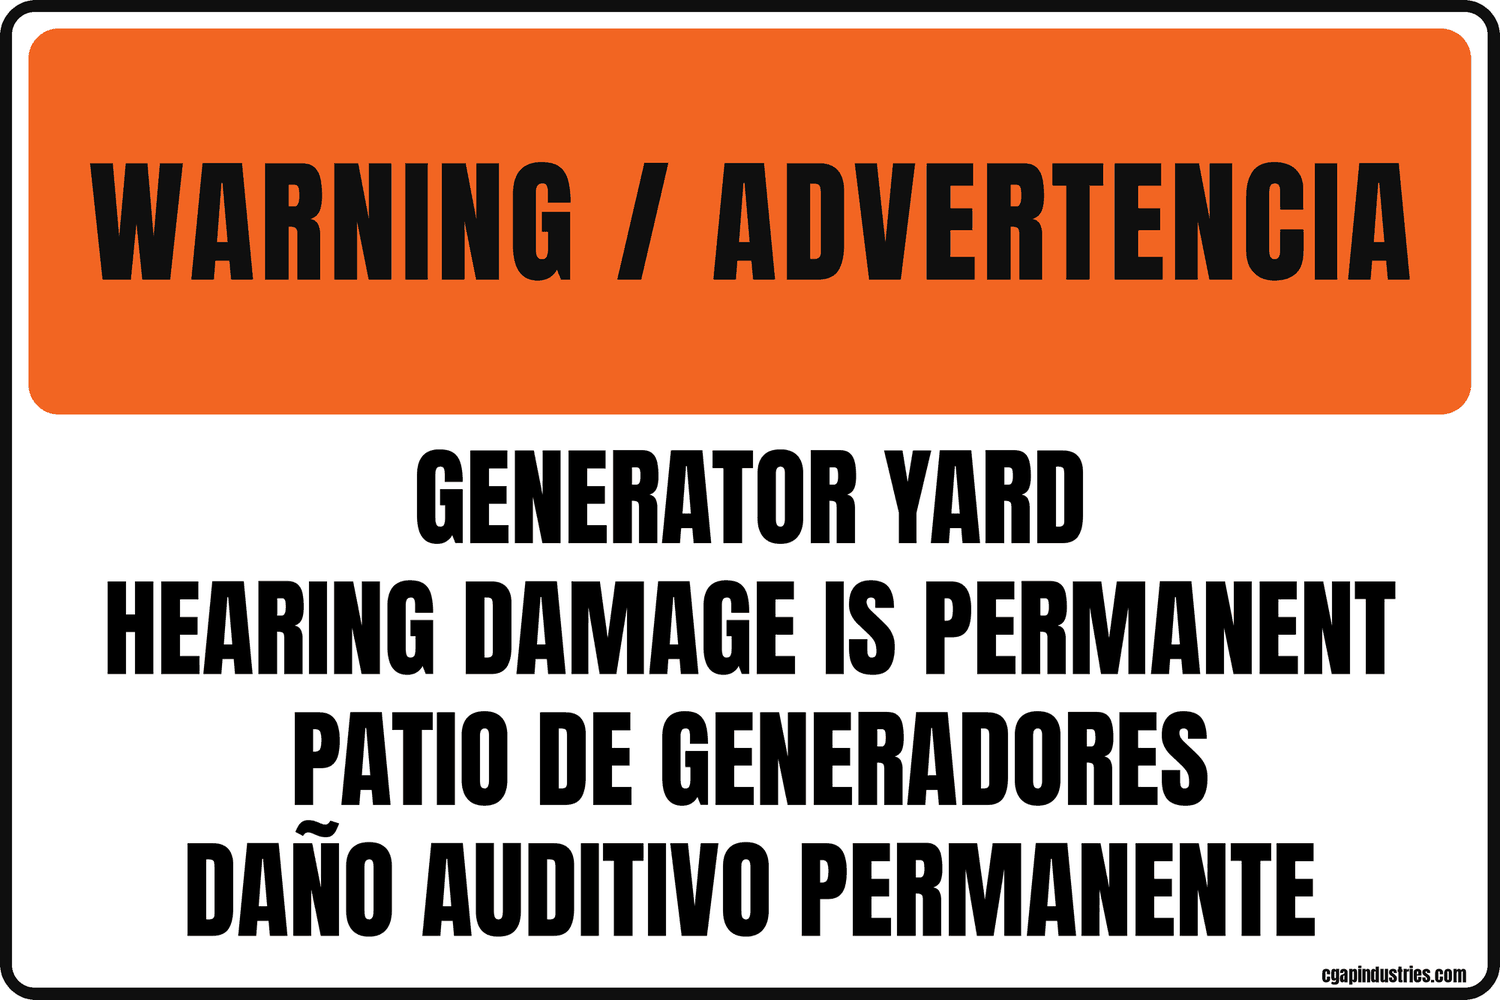 WARNING / ADVERTENCIA
GENERATOR YARD
HEARING DAMAGE IS PERMANENT
PATIO DE GENERADORES
DAÑO AUDITIVO PERMANENTE
cgapindustries.com